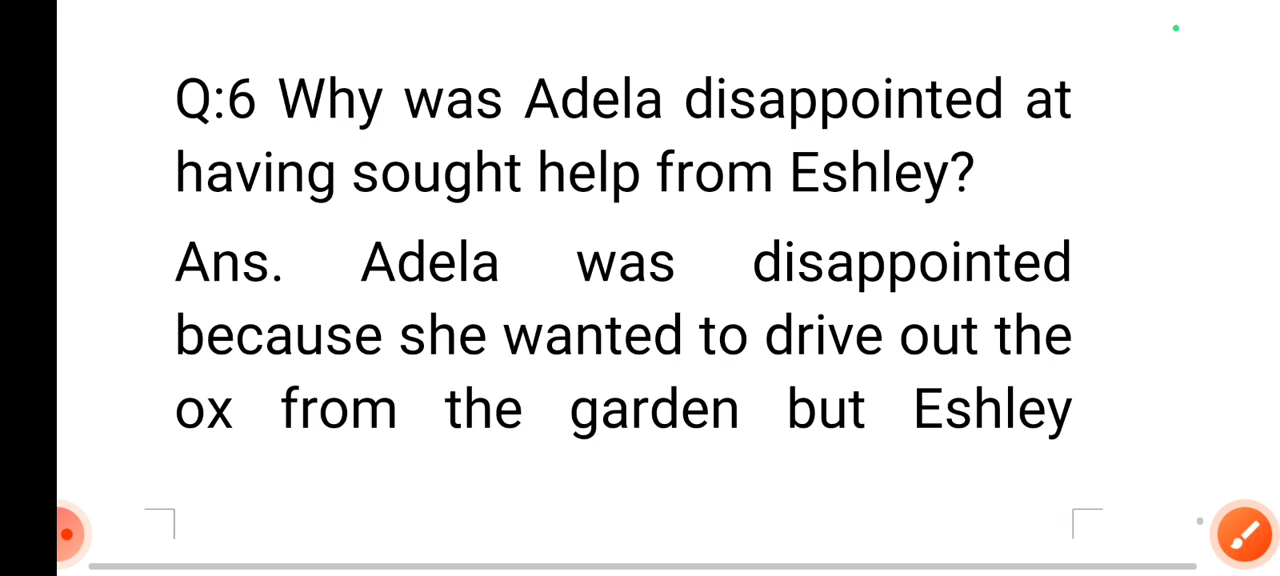 Q:6 Why was Adela disappointed at
having sought help from Eshley?
Ans. Adela was disappointed
because she wanted to drive out the
ox from the garden but Eshley